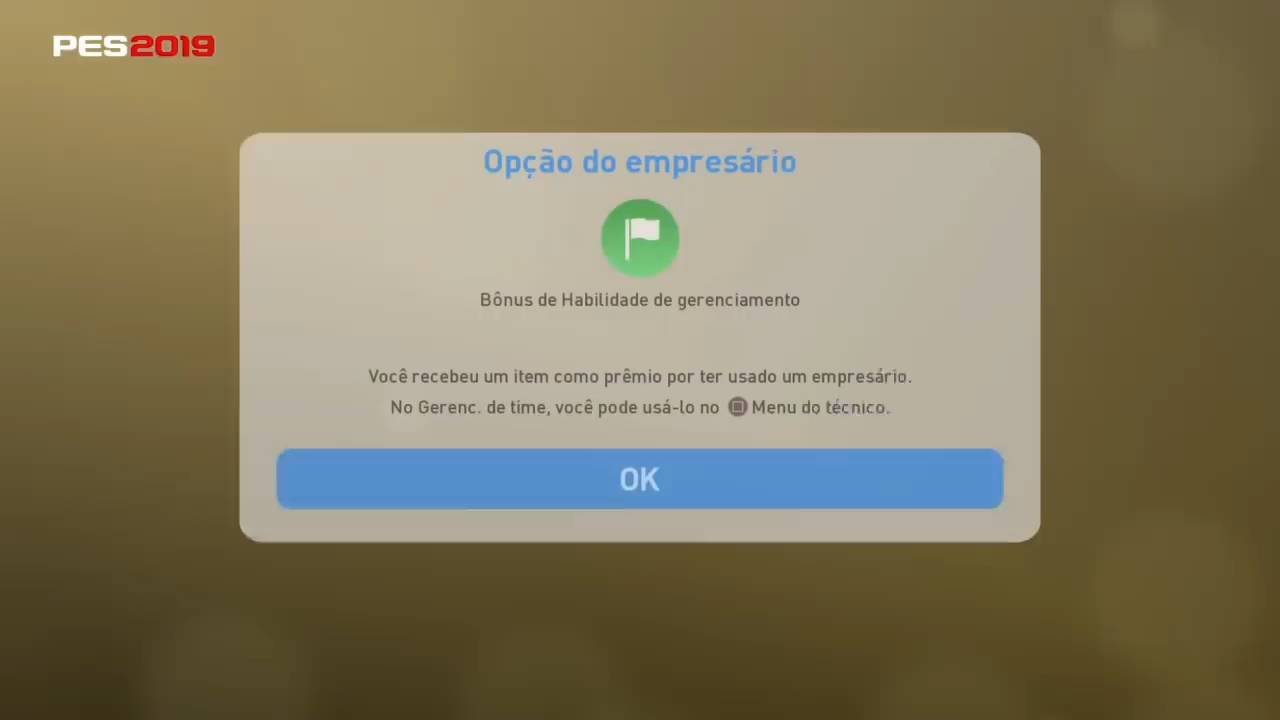 PES2019
Opção do empresário
Bônus de Habilidade de gerenciamento
Você recebeu um item como prêmio por ter usado um empresário.
No Gerenc. de time, você pode usá-lo no Menu do técnico.
OK